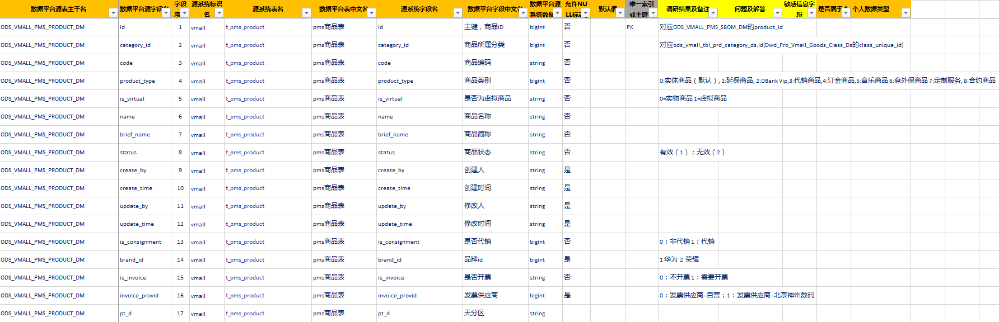 数据平台源表主干名 数据平台源字段名 字段序 源系统标识名 源系统表名 数据平台表中文名 源系统字段名 数据平台字段中文名 数据平台源系统数据 允许NULL标 默认值 唯一索引或主键 调研结果及备注 问题及解答 敏感信息字段 是否属于 个人数据类型
ODS_VMALL_PMS_PRODUCT_DM id 1 vmall t_pms_product pms商品表 id 主键，商品ID bigint 否 PK 对应ODS_VMALL_PMS_SBOM_DM的product_id
ODS_VMALL_PMS_PRODUCT_DM category_id 2 vmall t_pms_product pms商品表 category_id 商品所属分类 bigint 否 对应ods_vmall_tbl_prd_category_ds.id(Dwd_Pro_Vmall_Goods_Class_Ds的class_unique_id)
ODS_VMALL_PMS_PRODUCT_DM code 3 vmall t_pms_product pms商品表 code 商品编码 string 否
ODS_VMALL_PMS_PRODUCT_DM product_type 4 vmall t_pms_product pms商品表 product_type 商品类别 bigint 否 0:实体商品（默认）, 1:延保商品, 2:DBank Vip,3:代销商品,4:订金商品,5:音乐商品 6:意外保商品 7:定制服务, 8:合约商品
ODS_VMALL_PMS_PRODUCT_DM is_virtual 5 vmall t_pms_product pms商品表 is_virtual 是否为虚拟商品 string 否 0=实物商品 1=虚拟商品
ODS_VMALL_PMS_PRODUCT_DM name 6 vmall t_pms_product pms商品表 name 商品名称 string 否
ODS_VMALL_PMS_PRODUCT_DM brief_name 7 vmall t_pms_product pms商品表 brief_name 商品简称 string 否
ODS_VMALL_PMS_PRODUCT_DM status 8 vmall t_pms_product pms商品表 status 商品状态 string 否 有效（1）；无效（2）
ODS_VMALL_PMS_PRODUCT_DM create_by 9 vmall t_pms_product pms商品表 create_by 创建人 string 是
ODS_VMALL_PMS_PRODUCT_DM create_time 10 vmall t_pms_product pms商品表 create_time 创建时间 string 是
ODS_VMALL_PMS_PRODUCT_DM update_by 11 vmall t_pms_product pms商品表 update_by 修改人 string 是
ODS_VMALL_PMS_PRODUCT_DM update_time 12 vmall t_pms_product pms商品表 update_time 修改时间 string 是
ODS_VMALL_PMS_PRODUCT_DM is_consignment 13 vmall t_pms_product pms商品表 is_consignment 是否代销 bigint 否 0：非代销 1：代销
ODS_VMALL_PMS_PRODUCT_DM brand_id 14 vmall t_pms_product pms商品表 brand_id 品牌id bigint 是 1 华为 2 荣耀
ODS_VMALL_PMS_PRODUCT_DM is_invoice 15 vmall t_pms_product pms商品表 is_invoice 是否开票 string 否 0：不开票 1：需要开票
ODS_VMALL_PMS_PRODUCT_DM invoice_provid 16 vmall t_pms_product pms商品表 invoice_provid 发票供应商 bigint 是 0：发票供应商--自营；1：发票供应商--北京神州数码
ODS_VMALL_PMS_PRODUCT_DM pt_d 17 vmall t_pms_product pms商品表 pt_d 天分区 string